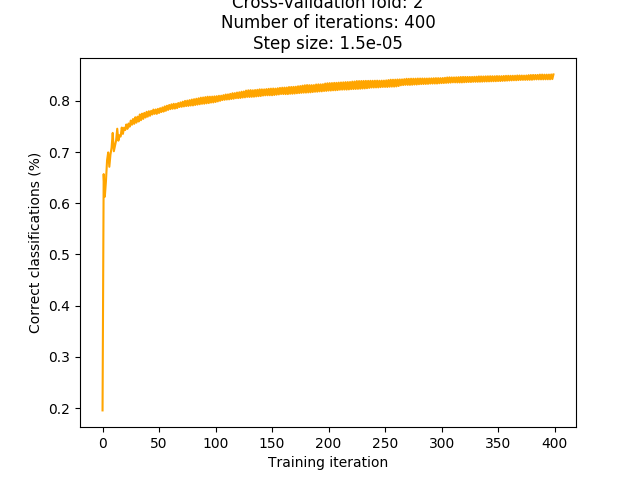 Cross-validation fold: 2
Number of iterations: 400
Step size: 1.5e-05
0.8
0.7
0.6
0.5
0.4
0.3
0.2
Correct classifications (%)
0 50 100 150 200 250 300 350 400
Training iteration